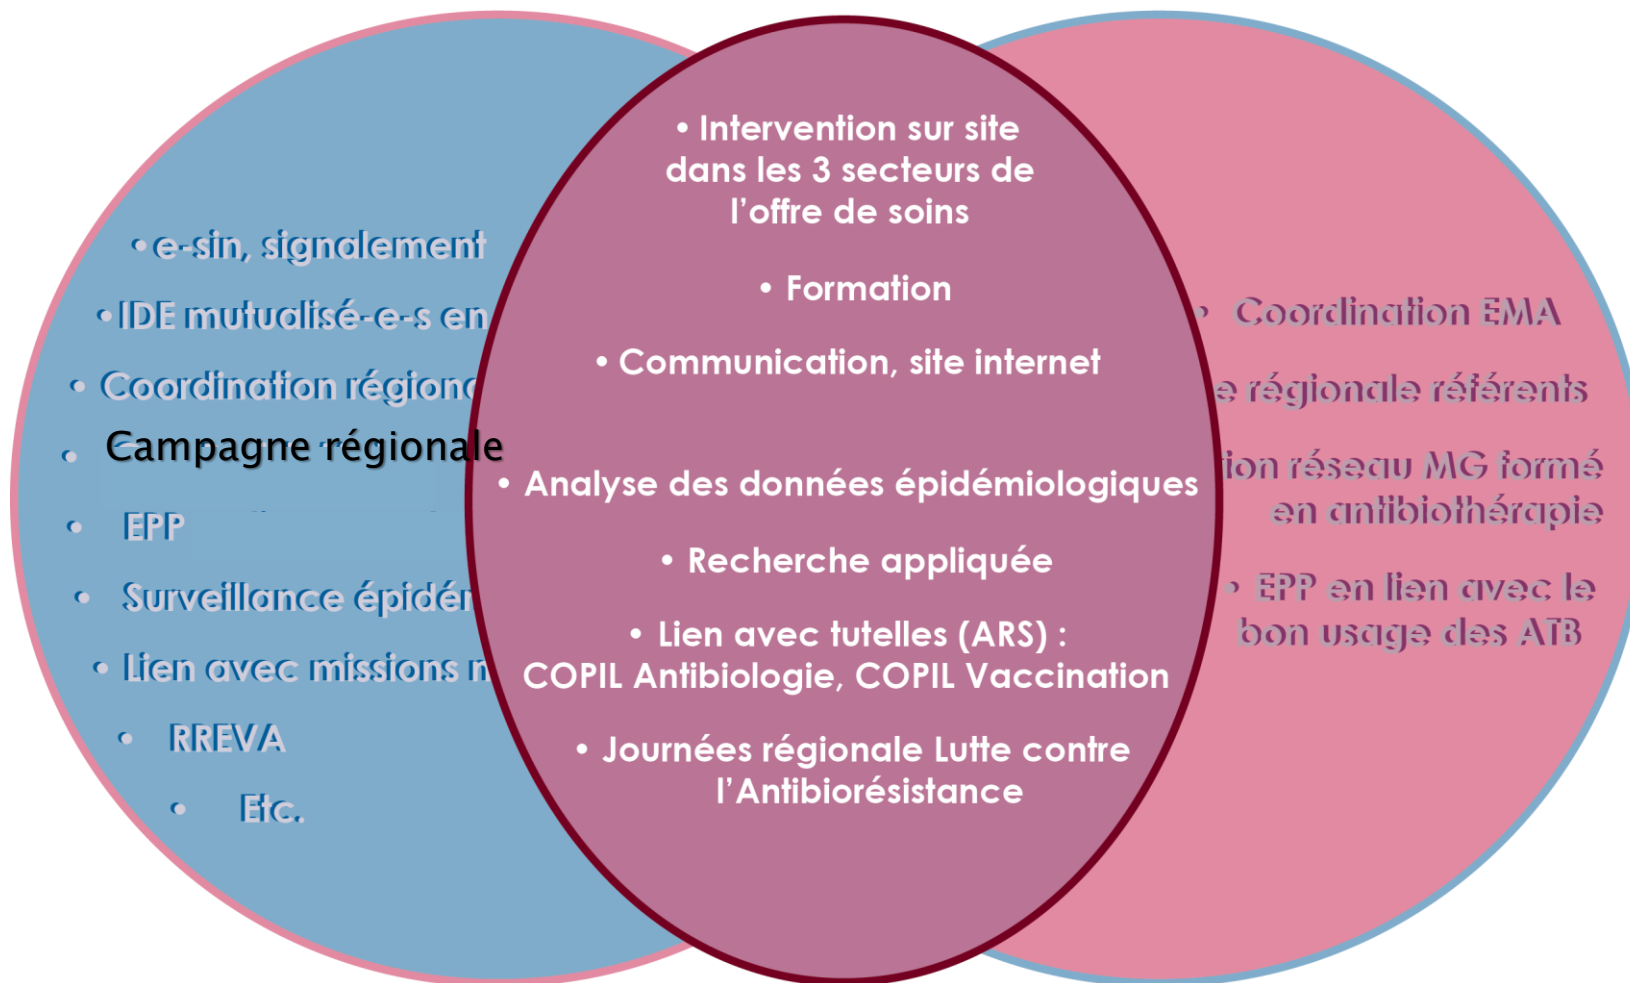 • e-sin, signalement
• IDE mutualisé-e-s en
• Coordination
• Campagne régionale
• EPP
• Surveillance
• Lien avec missions
• RREVA
• Etc.
• Intervention sur site
dans les 3 secteurs de
l’offre de soins
• Formation
• Communication, site internet
• Analyse des données épidémiologiques
• Recherche appliquée
• Lien avec tutelles (ARS) :
COPIL Antibiologie, COPIL Vaccination
• Journées régionale Lutte contre
l’Antibiorésistance
• Coordination EMA
régionale référents
réseau MG formé
en antibiothérapie
• EPP en lien avec le
bon usage des ATB